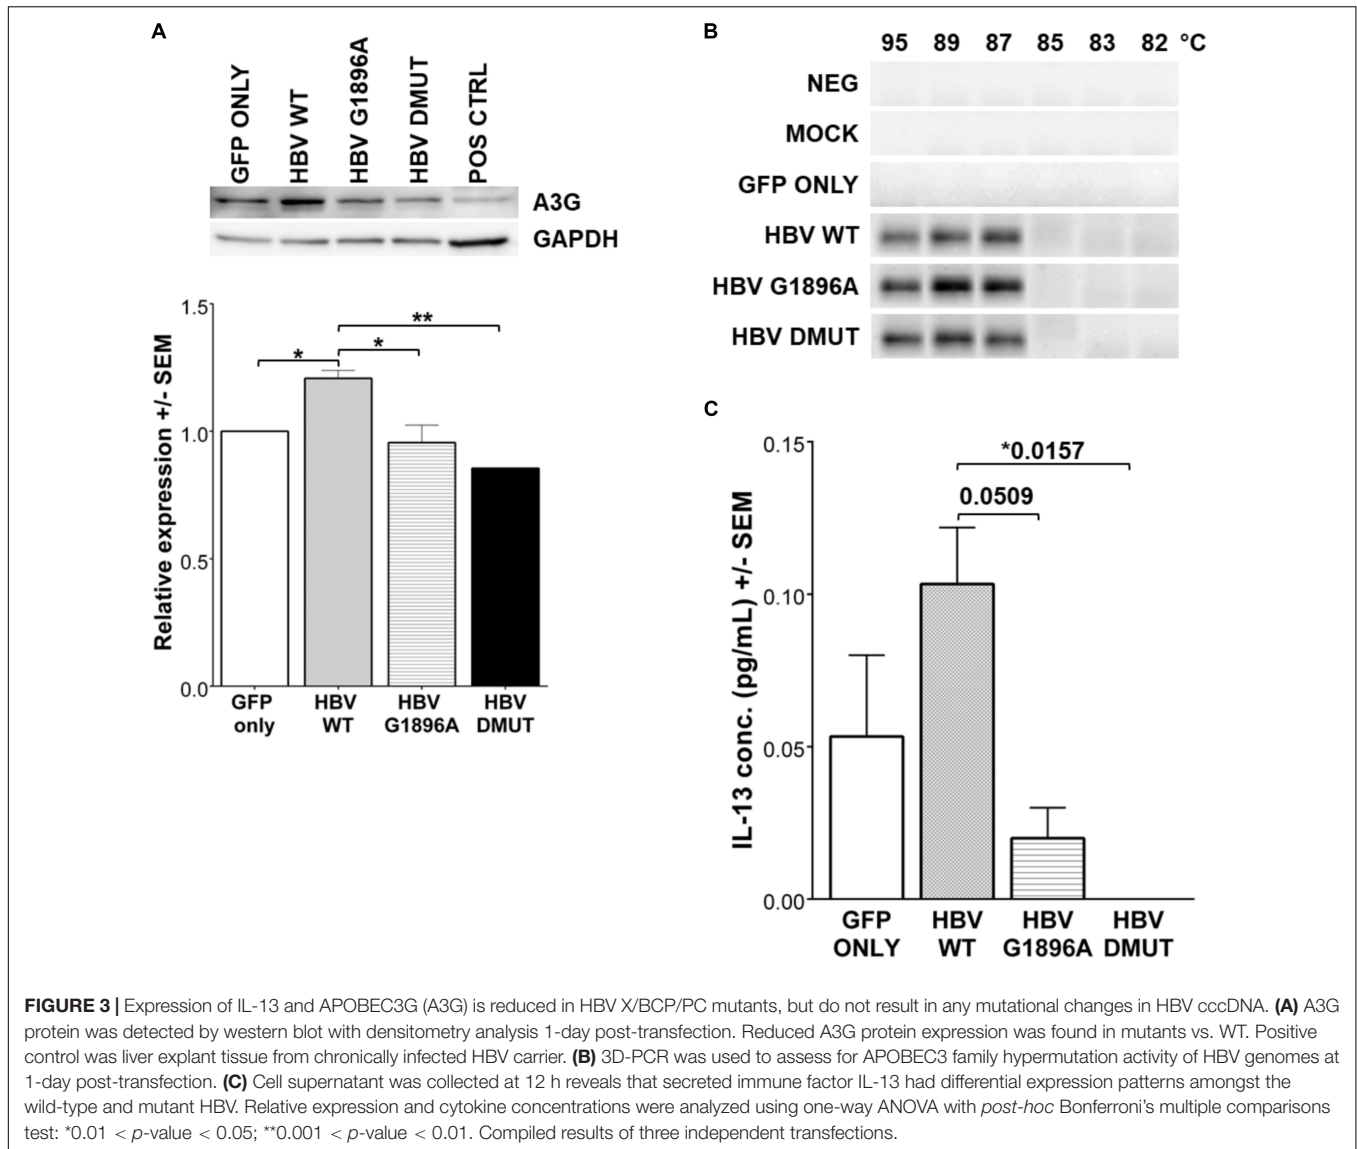 A
GFP ONLY
HBV WT
HBV G1896A
HBV DMUT
POS CTRL
A3G
GAPDH
Relative expression +/- SEM
1.5
1.0
0.5
0.0
*
*
**
GFP only
HBV WT
HBV G1896A
HBV DMUT
B
95 89 87 85 83 82 °C
NEG
MOCK
GFP ONLY
HBV WT
HBV G1896A
HBV DMUT
C
IL-13 conc. (pg/mL) +/- SEM
0.15
0.10
0.05
0.00
*0.0157
0.0509
GFP ONLY
HBV WT
HBV G1896A
HBV DMUT
FIGURE 3 | Expression of IL-13 and APOBEC3G (A3G) is reduced in HBV X/BCP/PC mutants, but do not result in any mutational changes in HBV cccDNA. (A) A3G
protein was detected by western blot with densitometry analysis 1-day post-transfection. Reduced A3G protein expression was found in mutants vs. WT. Positive
control was liver explant tissue from chronically infected HBV carrier. (B) 3D-PCR was used to assess for APOBEC3 family hypermutation activity of HBV genomes at
1-day post-transfection. (C) Cell supernatant was collected at 12 h reveals that secreted immune factor IL-13 had differential expression patterns amongst the
wild-type and mutant HBV. Relative expression and cytokine concentrations were analyzed using one-way ANOVA with post-hoc Bonferroni's multiple comparisons
test: *0.01 < p-value < 0.05; **0.001 < p-value < 0.01. Compiled results of three independent transfections.